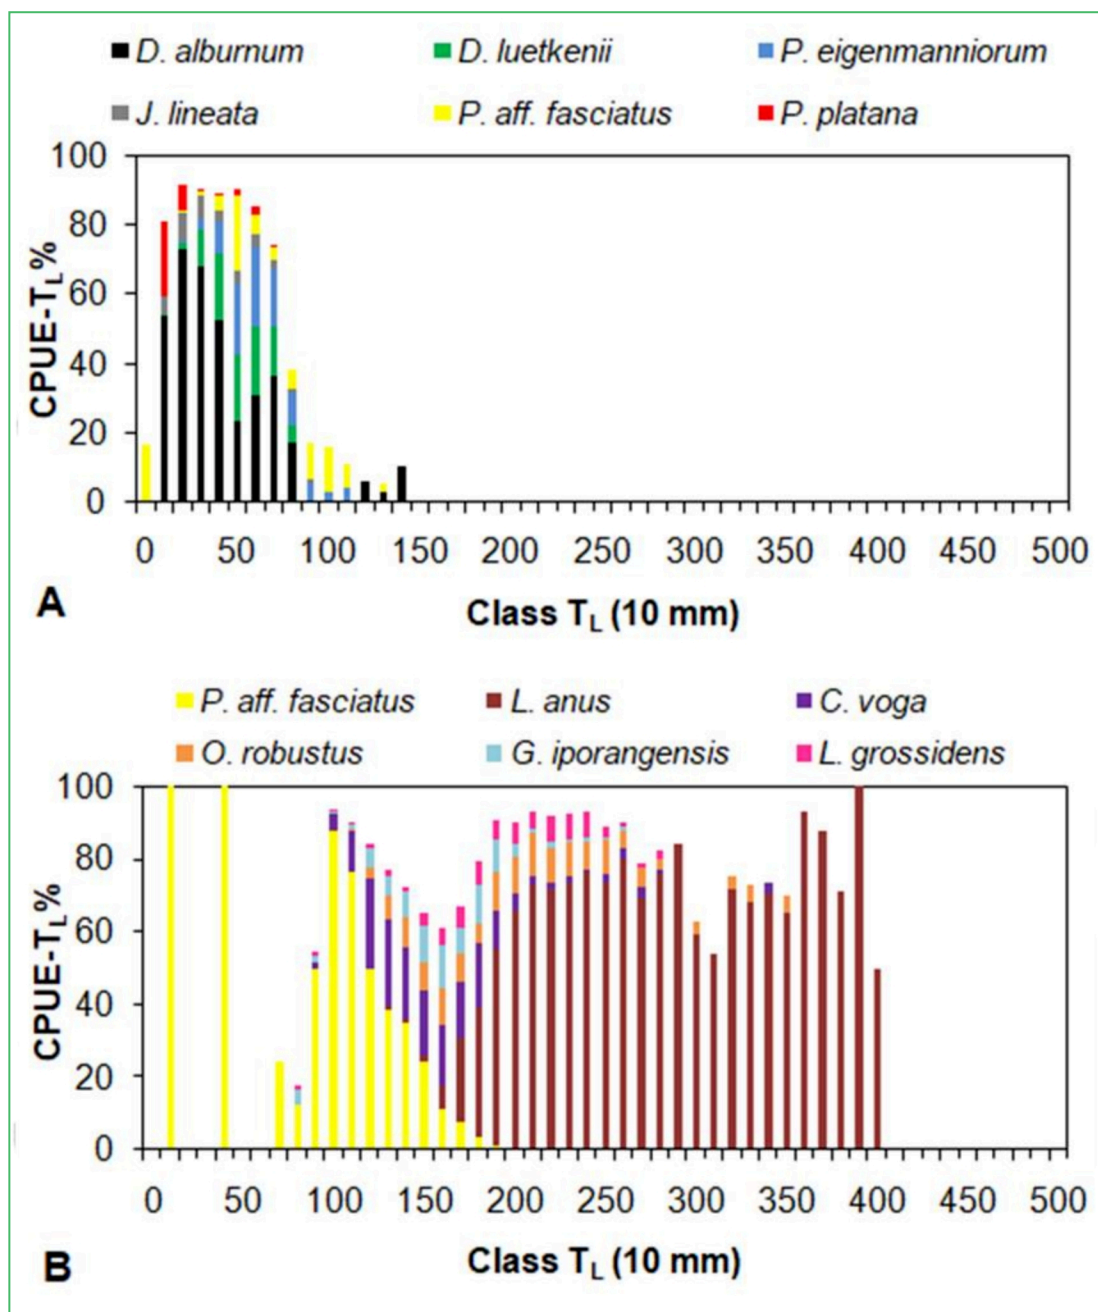 D. alburnum D. luetkenii P. eigenmanniorum
J. lineata P. aff. fasciatus P. platana
100
80
60
40
20
0
CPUE-TL%
0 50 100 150 200 250 300 350 400 450 500
A
Class TL (10 mm)
P. aff. fasciatus L. anus C. voga
O. robustus G. iporangensis L. grossidens
100
80
60
40
20
0
CPUE-TL%
0 50 100 150 200 250 300 350 400 450 500
B
Class TL (10 mm)